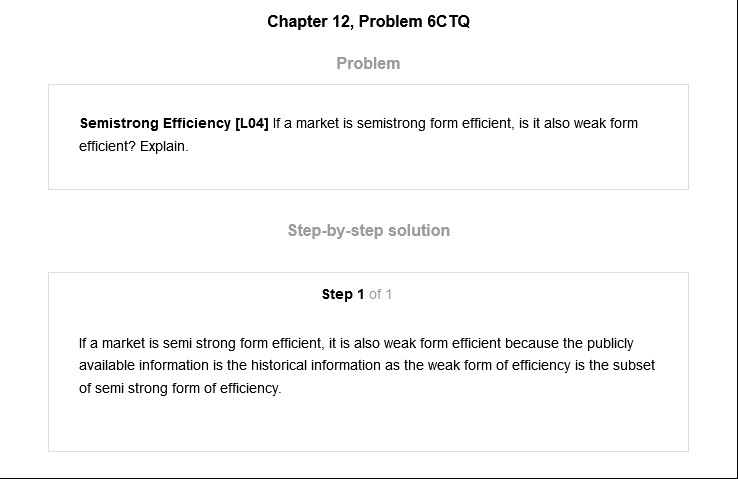 Chapter 12, Problem 6CTQ
Problem
Semistrong Efficiency [L04] If a market is semistrong form efficient, is it also weak form
efficient? Explain.
Step-by-step solution
Step 1 of 1
If a market is semi strong form efficient, it is also weak form efficient because the publicly
available information is the historical information as the weak form of efficiency is the subset
of semi strong form of efficiency.